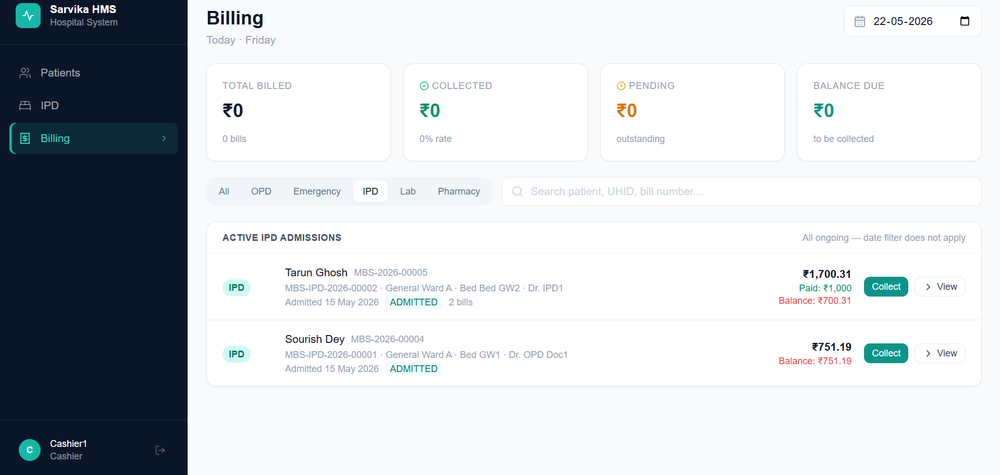 Sarvika HMS
Hospital System
Patients
IPD
Billing
Cashier1
Cashier
C
Billing
Today · Friday
22-05-2026
TOTAL BILLED
₹0
0 bills
COLLECTED
₹0
0% rate
PENDING
₹0
outstanding
BALANCE DUE
₹0
to be collected
All OPD Emergency IPD Lab Pharmacy
Search patient, UHID, bill number...
ACTIVE IPD ADMISSIONS
All ongoing — date filter does not apply
IPD
Tarun Ghosh MBS-2026-00005
MBS-IPD-2026-00002 · General Ward A · Bed Bed GW2 · Dr. IPD1
Admitted 15 May 2026 ADMITTED 2 bills
₹1,700.31
Paid: ₹1,000
Balance: ₹700.31
Collect
View
IPD
Sourish Dey MBS-2026-00004
MBS-IPD-2026-00001 · General Ward A · Bed GW1 · Dr. OPD Doc1
Admitted 15 May 2026 ADMITTED
₹751.19
Balance: ₹751.19
Collect
View